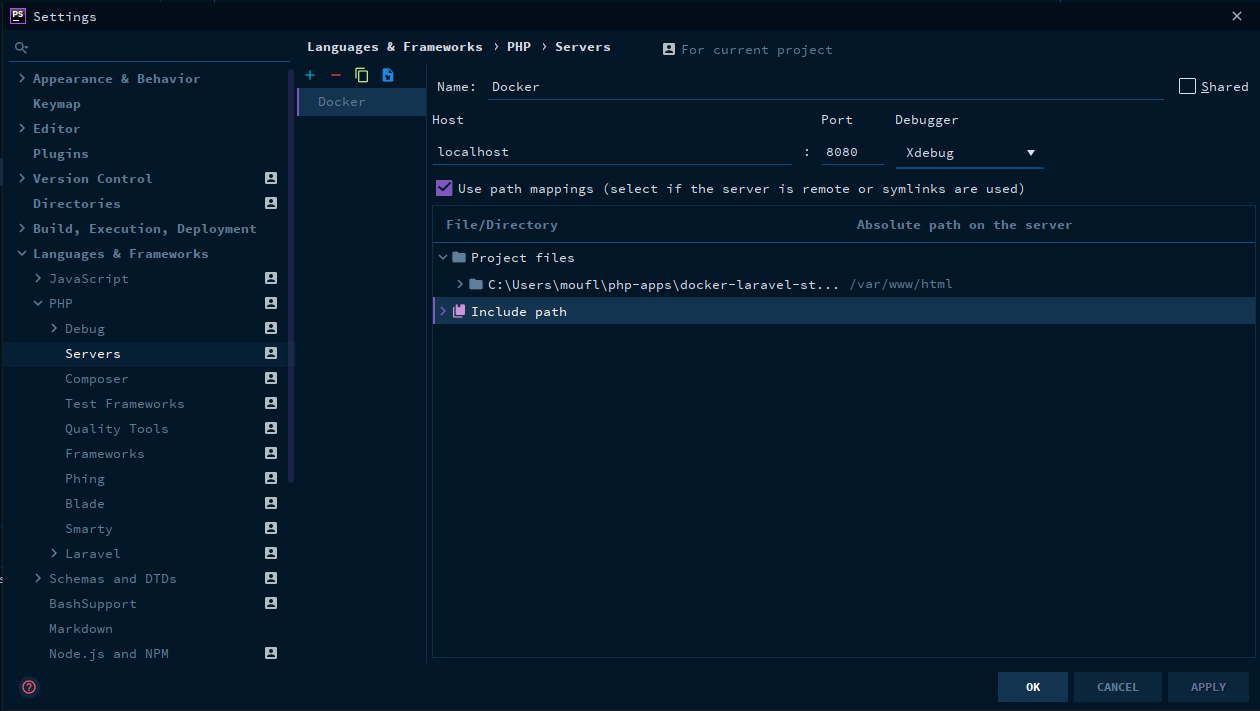 PS Settings
Languages & Frameworks › PHP › Servers For current project
Appearance & Behavior
Keymap
Editor
Plugins
Version Control
Directories
Build, Execution, Deployment
Languages & Frameworks
JavaScript
PHP
Debug
Servers
Composer
Test Frameworks
Quality Tools
Frameworks
Phing
Blade
Smarty
Laravel
Schemas and DTDs
BashSupport
Markdown
Node.js and NPM
Docker
Name: Docker Shared
Host Port Debugger
localhost : 8080 Xdebug
Use path mappings (select if the server is remote or symlinks are used)
File/Directory Absolute path on the server
Project files
C:\Users\moufl\php-apps\docker-laravel-st... /var/www/html
Include path
? OK CANCEL APPLY